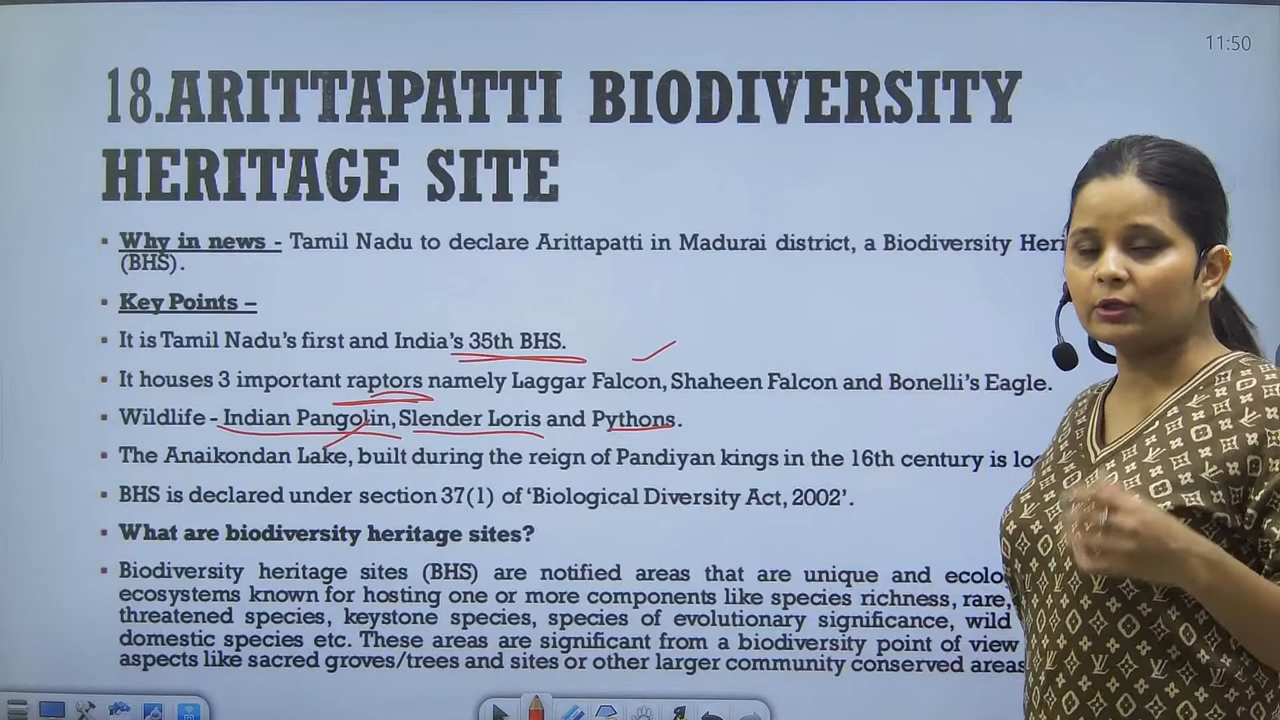 11:50
18.ARITTAPATTI BIODIVERSITY
HERITAGE SITE
▪ Why in news - Tamil Nadu to declare Arittapatti in Madurai district, a Biodiversity
(BHS).
▪ Key Points –
▪ It is Tamil Nadu's first and India's 35th BHS.
▪ It houses 3 important raptors namely Laggar Falcon, Shaheen Falcon and Bonelli's Eagle.
▪ Wildlife - Indian Pangolin, Slender Loris and Pythons.
▪ The Anaikondan Lake, built during the reign of Pandiyan kings in the 16th century is
▪ BHS is declared under section 37(1) of 'Biological Diversity Act, 2002'.
▪ What are biodiversity heritage sites?
▪ Biodiversity heritage sites (BHS) are notified areas that are unique and
ecosystems known for hosting one or more components like species richness, rare,
threatened species, keystone species, species of evolutionary significance, wild
domestic species etc. These areas are significant from a biodiversity point of view
aspects like sacred groves/trees and sites or other larger community conserved areas